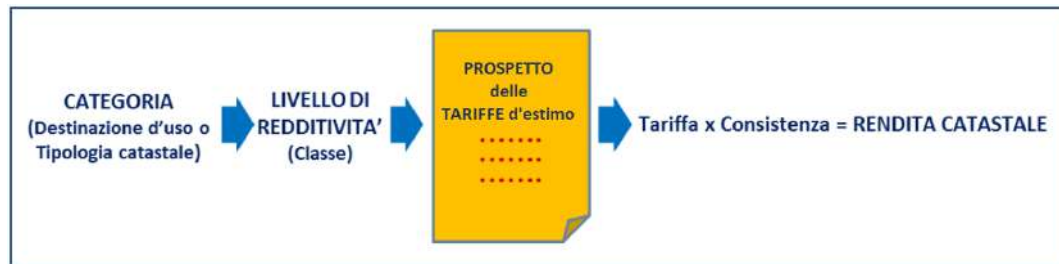 CATEGORIA
(Destinazione d'uso o
Tipologia catastale)
LIVELLO DI
REDDITIVITA'
(Classe)
PROSPETTO
delle
TARIFFE d'estimo
.......
.......
.......
Tariffa x Consistenza = RENDITA CATASTALE